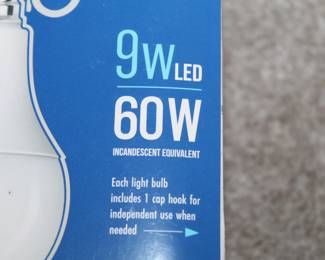 9W LED
60W
INCANDESCENT EQUIVALENT
Each light bulb
includes 1 cap hook for
independent use when
needed